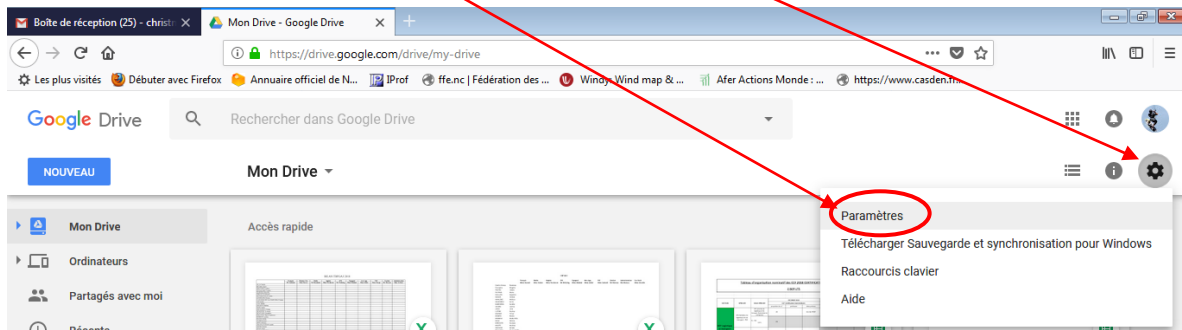 Boîte de réception (25) - christ
Mon Drive - Google Drive
https://drive.google.com/drive/my-drive
Les plus visités Débuter avec Firefox Annuaire officiel de N... IProf ffe.nc | Fédération des ... Windy: Wind map & ... Afer Actions Monde : ... https://www.casden.fr...
Google Drive Rechercher dans Google Drive
NOUVEAU Mon Drive
Paramètres
Mon Drive Accès rapide
Télécharger Sauvegarde et synchronisation pour Windows
Ordinateurs
Raccourcis clavier
Partagés avec moi
Aide
Récents